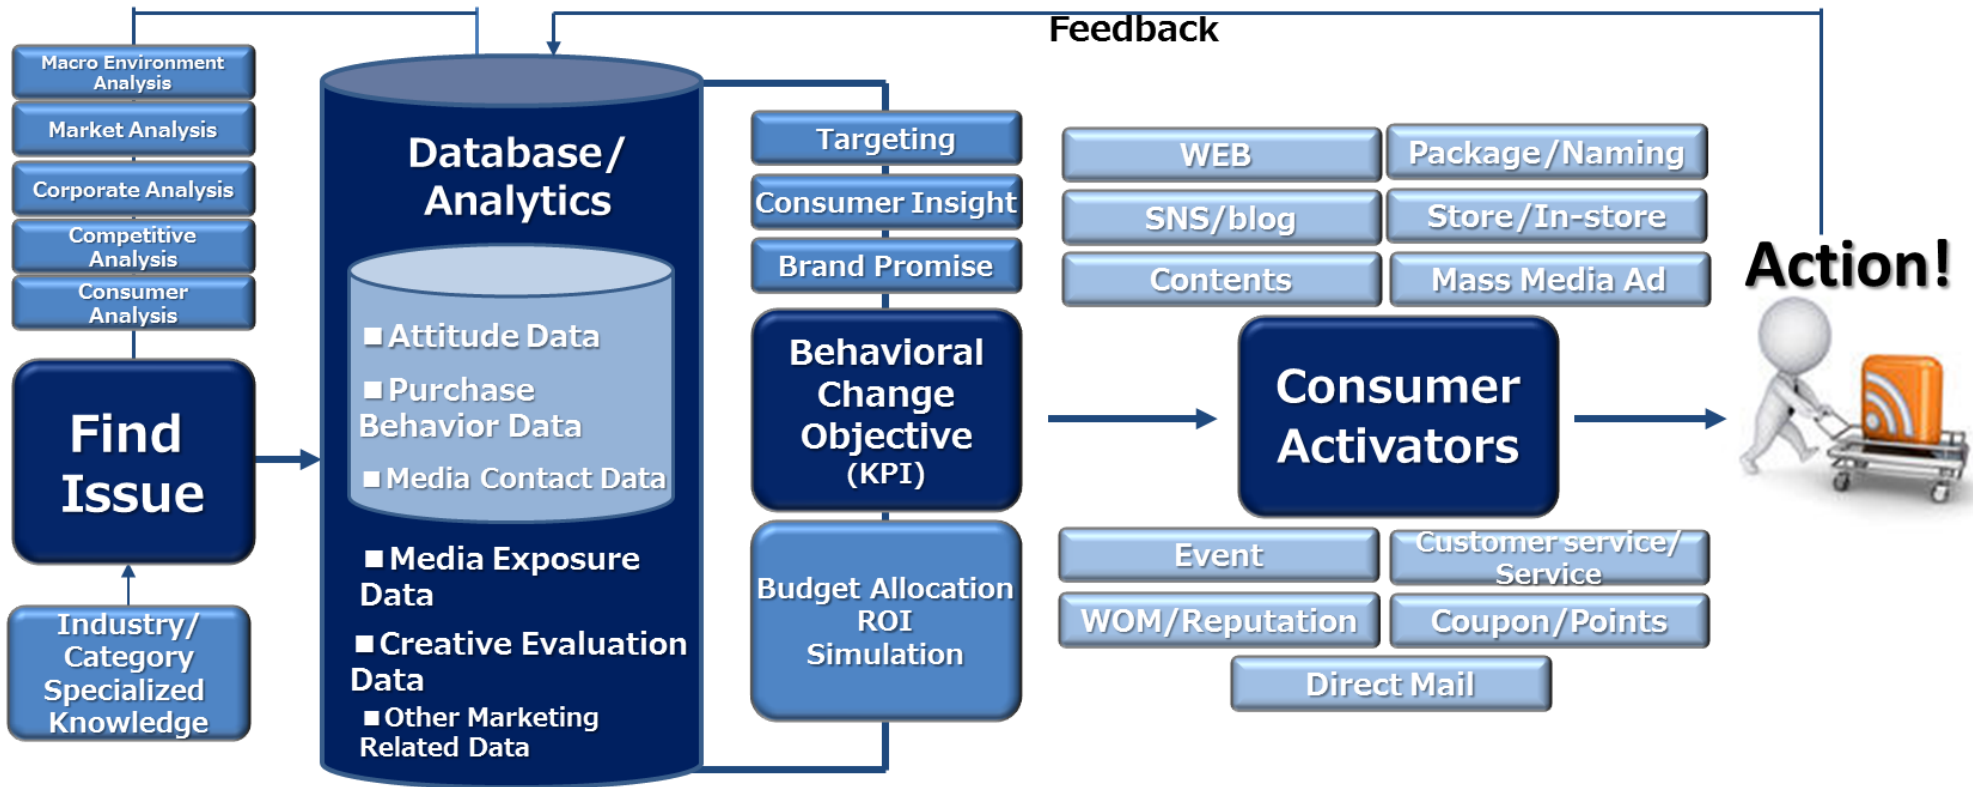 Feedback
Macro Environment
Analysis
Market Analysis
Corporate Analysis
Competitive
Analysis
Consumer
Analysis
Find
Issue
Industry/
Category
Specialized
Knowledge
Database/
Analytics
■Attitude Data
■Purchase
Behavior Data
■Media Contact Data
■Media Exposure
Data
■Creative Evaluation
Data
■Other Marketing
Related Data
Targeting
Consumer Insight
Brand Promise
Behavioral
Change
Objective
(KPI)
Budget Allocation
ROI
Simulation
WEB
Package/Naming
SNS/blog
Store/In-store
Contents
Mass Media Ad
Consumer
Activators
Event
Customer service/
Service
WOM/Reputation
Coupon/Points
Direct Mail
Action!